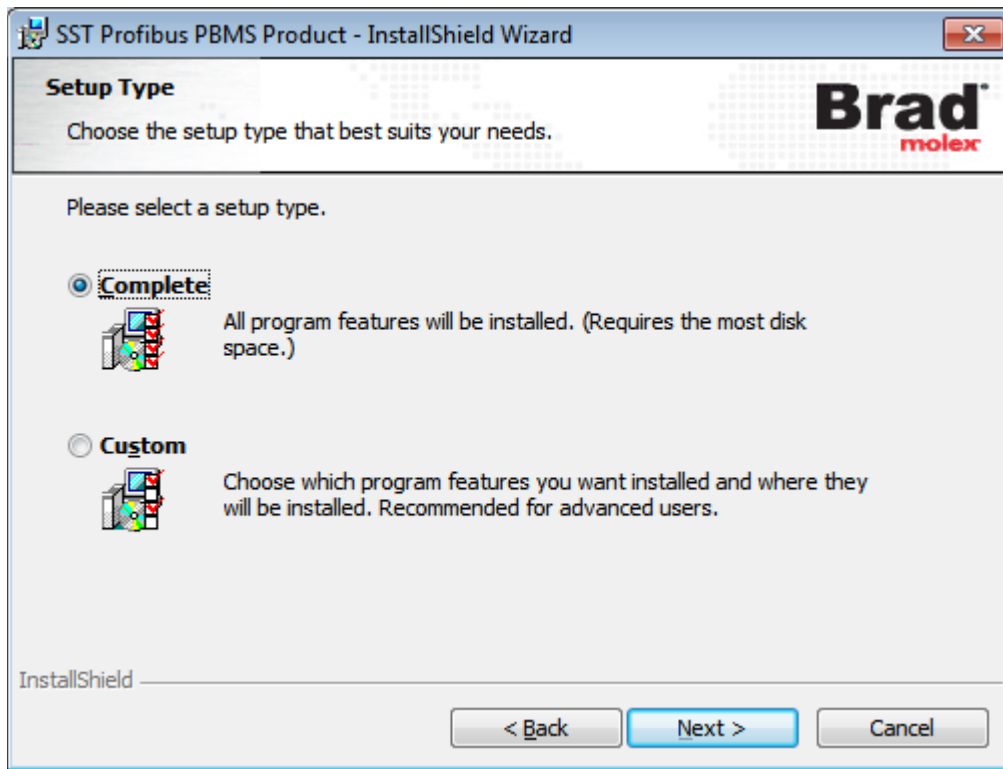 SST Profibus PBMS Product - InstallShield Wizard
Setup Type
Choose the setup type that best suits your needs.
Brad
molex
Please select a setup type.
Complete
All program features will be installed. (Requires the most disk
space.)
Custom
Choose which program features you want installed and where they
will be installed. Recommended for advanced users.
InstallShield
< Back
Next >
Cancel